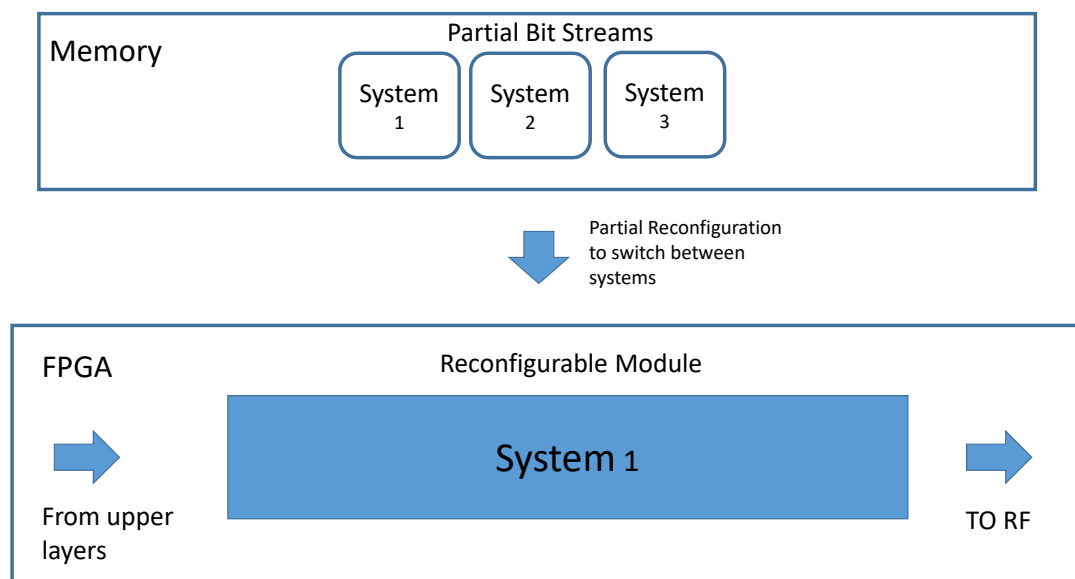 Partial Bit Streams
Memory
System
1
System
2
System
3
Partial Reconfiguration
to switch between
systems
FPGA
Reconfigurable Module
System 1
From upper
layers
TO RF